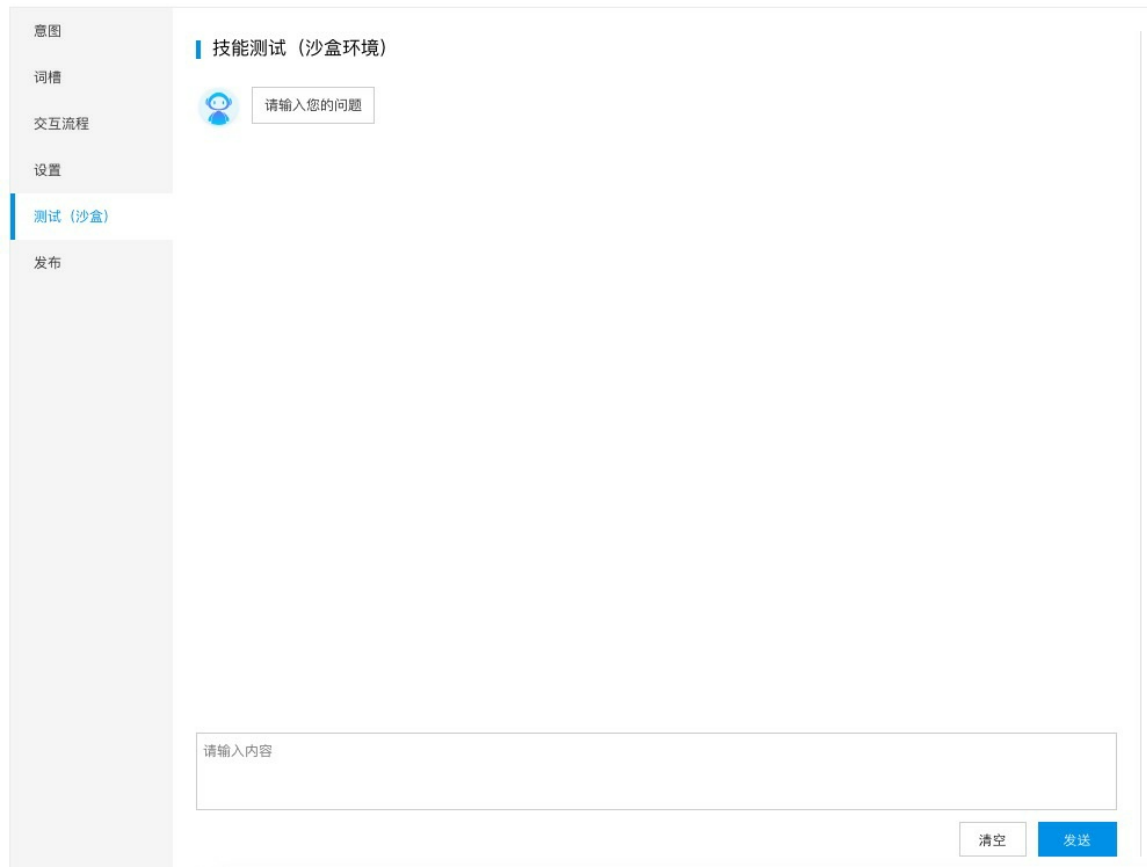 意图
词槽
交互流程
设置
测试（沙盒）
发布
技能测试（沙盒环境）
请输入您的问题
请输入内容
清空
发送